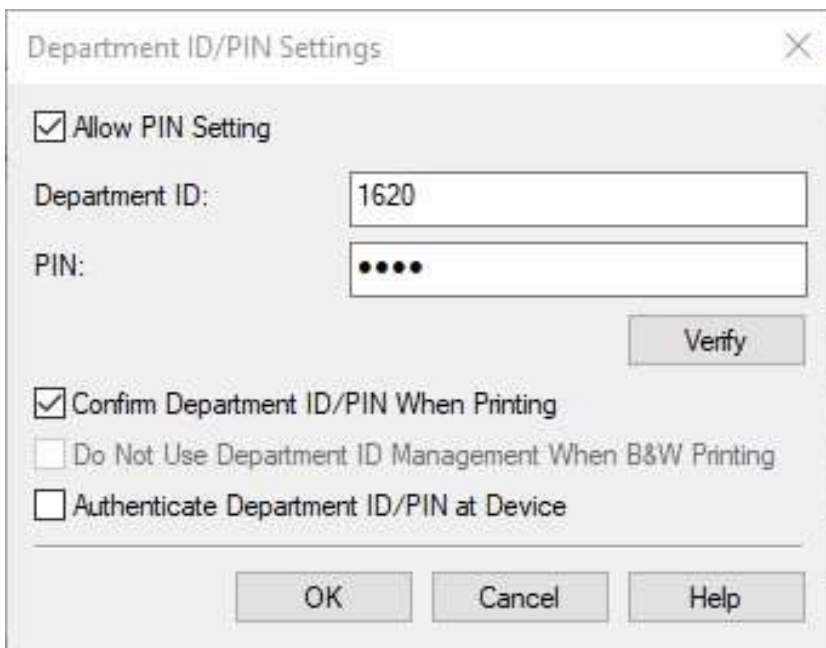 Department ID/PIN Settings
Allow PIN Setting
Department ID: 1620
PIN: ••••
Verify
Confirm Department ID/PIN When Printing
Do Not Use Department ID Management When B&W Printing
Authenticate Department ID/PIN at Device
OK Cancel Help